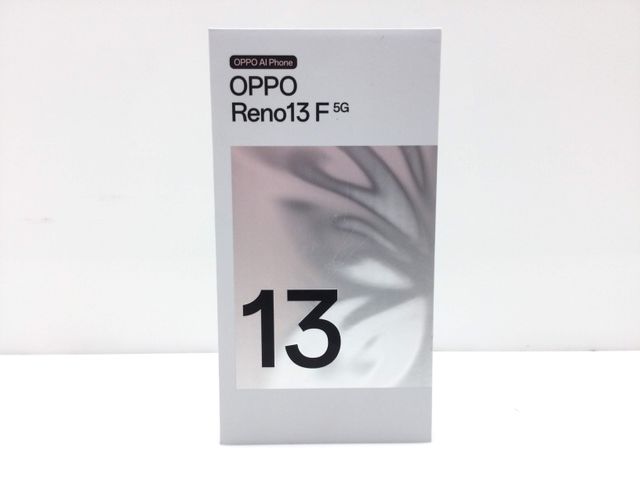 OPPO AI Phone
OPPO
Reno13 F 5G
13